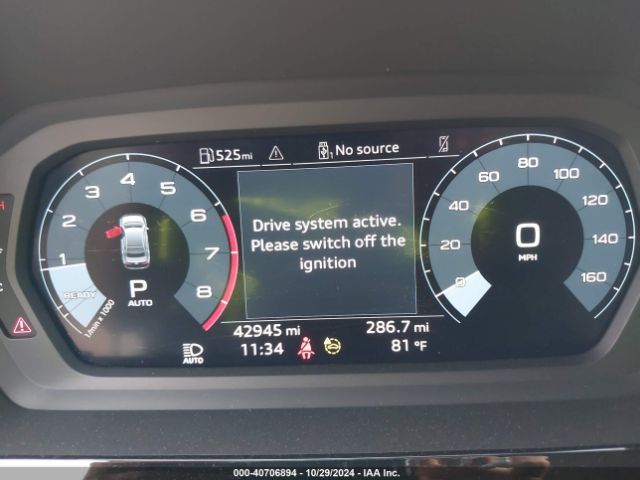 525mi
1 No source
Drive system active.
Please switch off the
ignition
1 2 3 4 5 6 7 8
READY
P
AUTO
1/min x 1000
0 20 40 60 80 100 120 140 160
0
MPH
42945 mi
286.7 mi
AUTO
11:34
81 °F
000-40706894 • 10/29/2024 • IAA Inc.